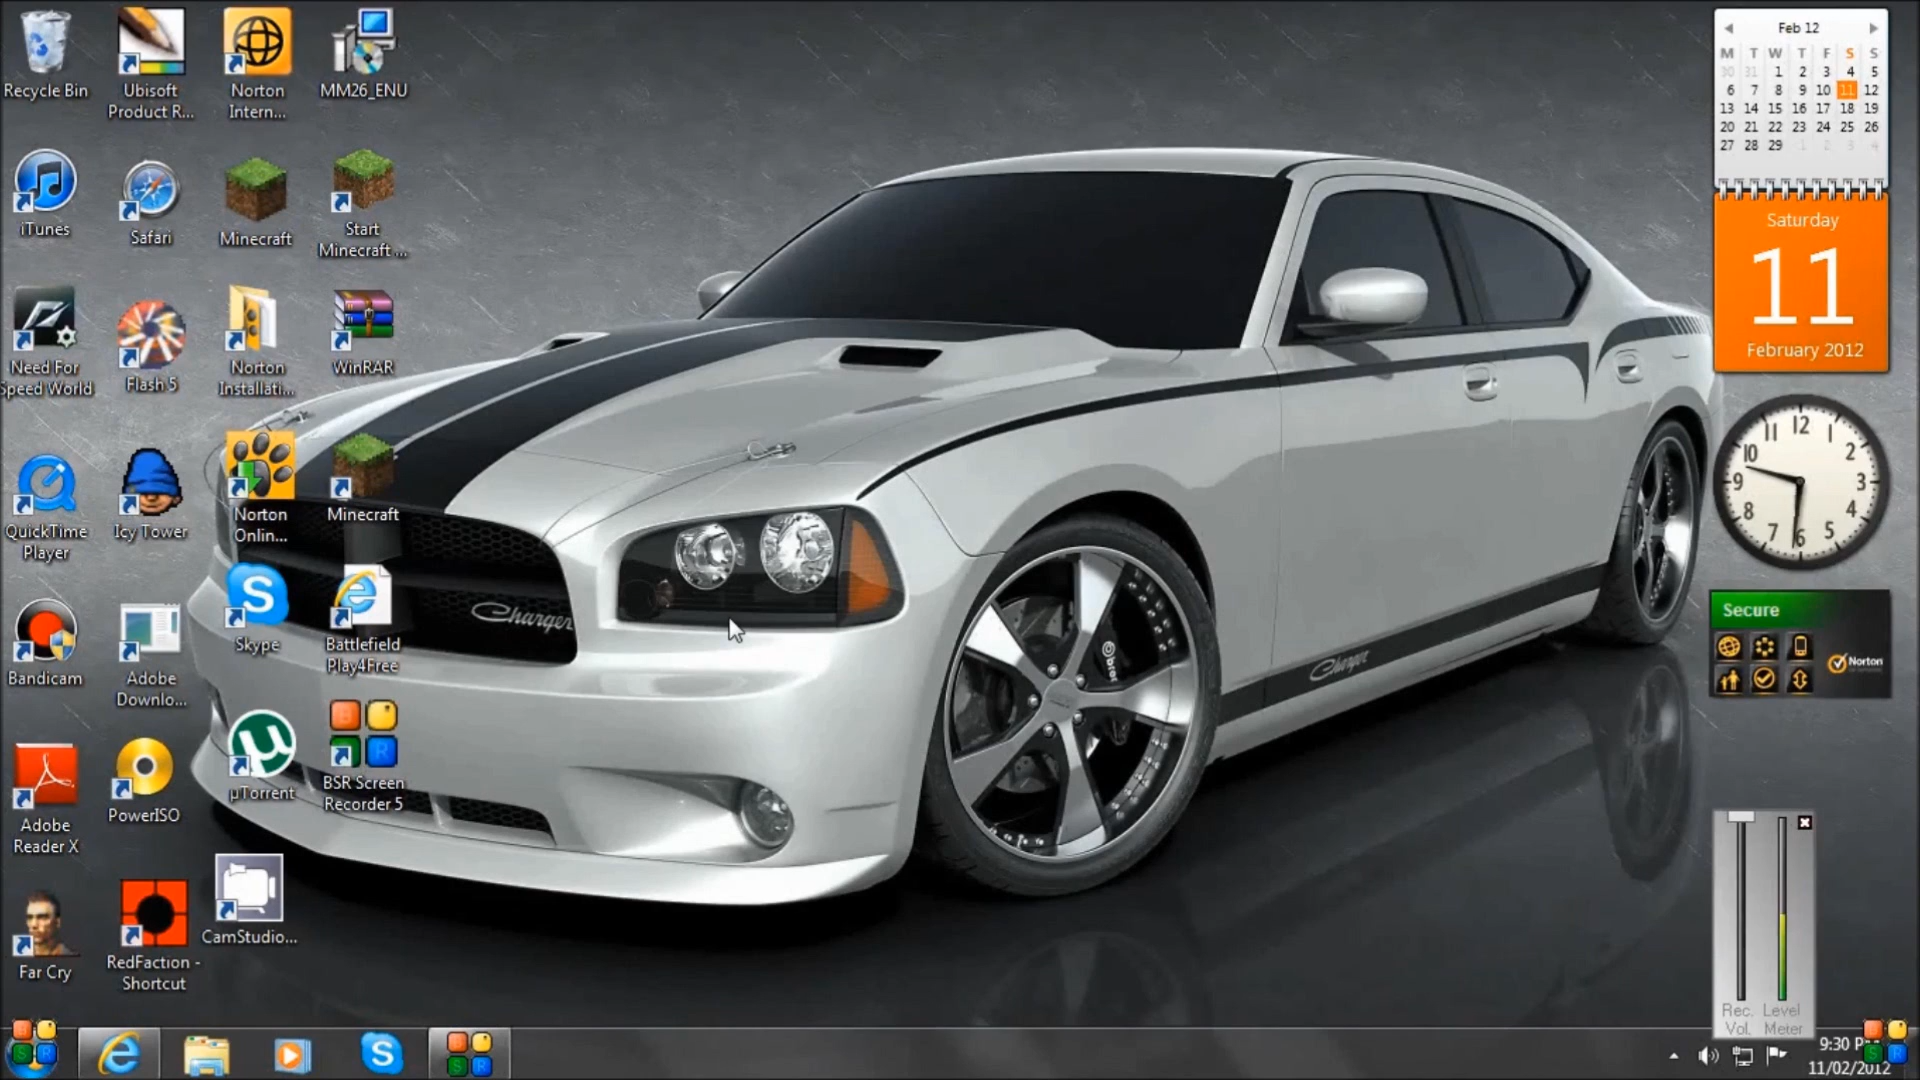 Recycle Bin
Ubisoft
Product R...
Norton
Intern...
MM26_ENU
iTunes
Safari
Minecraft
Start
Minecraft ...
Need For
Speed World
Flash 5
Norton
Installati...
WinRAR
QuickTime
Player
Icy Tower
Norton
Onlin...
Minecraft
Bandicam
Adobe
Downlo...
Skype
Battlefield
Play4Free
Adobe
Reader X
PowerISO
µTorrent
BSR Screen
Recorder 5
Far Cry
RedFaction -
Shortcut
CamStudio...
Charger
Charger
Feb 12
M T W T F S S
30 31 1 2 3 4 5
6 7 8 9 10 11 12
13 14 15 16 17 18 19
20 21 22 23 24 25 26
27 28 29 1 2 3 4
Saturday
11
February 2012
12 1 2 3 4 5 6 7 8 9 10 11
Secure
Norton
Rec. Level
Vol. Meter
9:30 P
11/02/2012